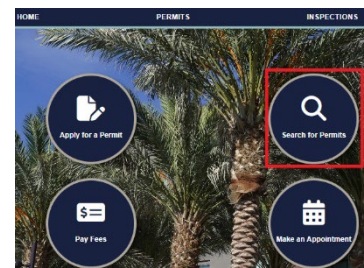 HOME PERMITS INSPECTIONS
Apply for a Permit Search for Permits
Pay Fees Make an Appointment